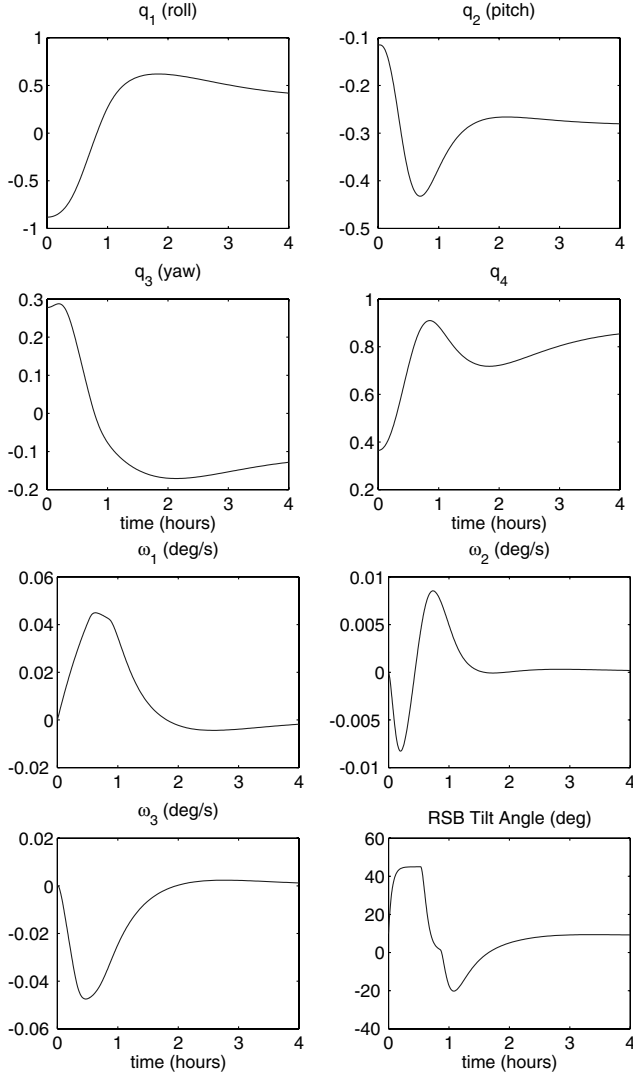 q1 (roll)
1
0.5
0
-0.5
-1
0 1 2 3 4
q2 (pitch)
-0.1
-0.2
-0.3
-0.4
-0.5
0 1 2 3 4
q3 (yaw)
0.3
0.2
0.1
0
-0.1
-0.2
0 1 2 3 4
time (hours)
q4
1
0.8
0.6
0.4
0.2
0 1 2 3 4
time (hours)
ω1 (deg/s)
0.06
0.04
0.02
0
-0.02
0 1 2 3 4
ω2 (deg/s)
0.01
0.005
0
-0.005
-0.01
0 1 2 3 4
ω3 (deg/s)
0.02
0
-0.02
-0.04
-0.06
0 1 2 3 4
time (hours)
RSB Tilt Angle (deg)
60
40
20
0
-20
-40
0 1 2 3 4
time (hours)